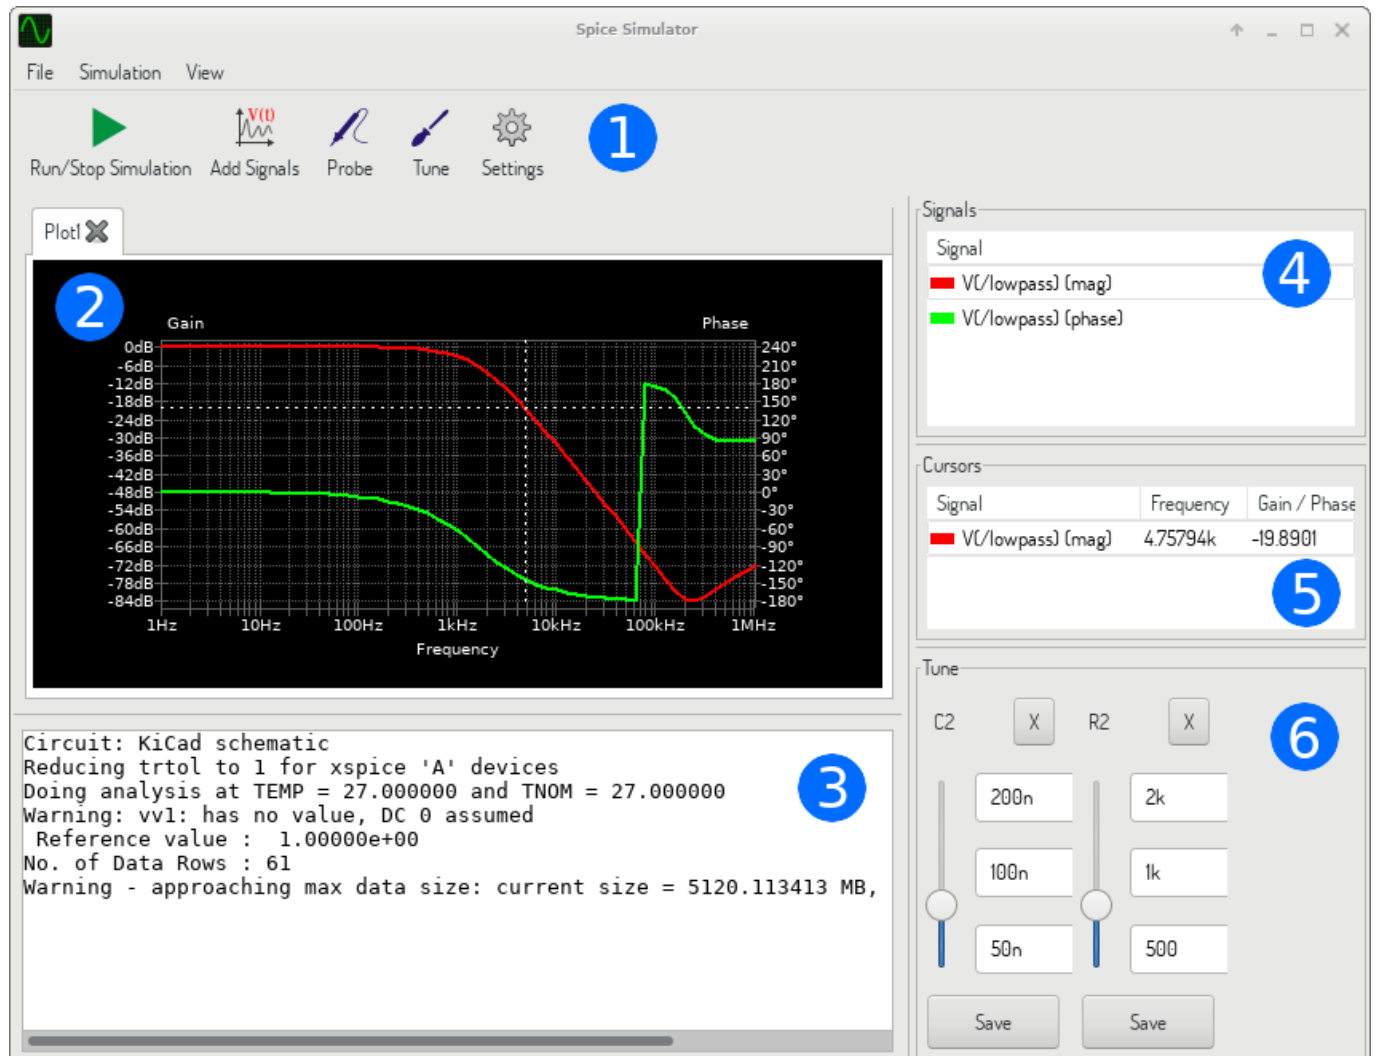 Spice Simulator
File Simulation View
Run/Stop Simulation Add Signals Probe Tune Settings
V(t)
1
Plot1
2
Gain Phase
0dB
-6dB
-12dB
-18dB
-24dB
-30dB
-36dB
-42dB
-48dB
-54dB
-60dB
-66dB
-72dB
-78dB
-84dB
240°
210°
180°
150°
120°
90°
60°
30°
0°
-30°
-60°
-90°
-120°
-150°
-180°
1Hz 10Hz 100Hz 1kHz 10kHz 100kHz 1MHz
Frequency
Circuit: KiCad schematic
Reducing trtol to 1 for xspice 'A' devices
Doing analysis at TEMP = 27.000000 and TNOM = 27.000000
Warning: vv1: has no value, DC 0 assumed
Reference value : 1.00000e+00
No. of Data Rows : 61
Warning - approaching max data size: current size = 5120.113413 MB,
3
Signals
Signal
V(/lowpass) (mag)
V(/lowpass) (phase)
4
Cursors
Signal Frequency Gain / Phase
V(/lowpass) (mag) 4.75794k -19.8901
5
Tune
C2 X R2 X
6
200n 2k
100n 1k
50n 500
Save Save